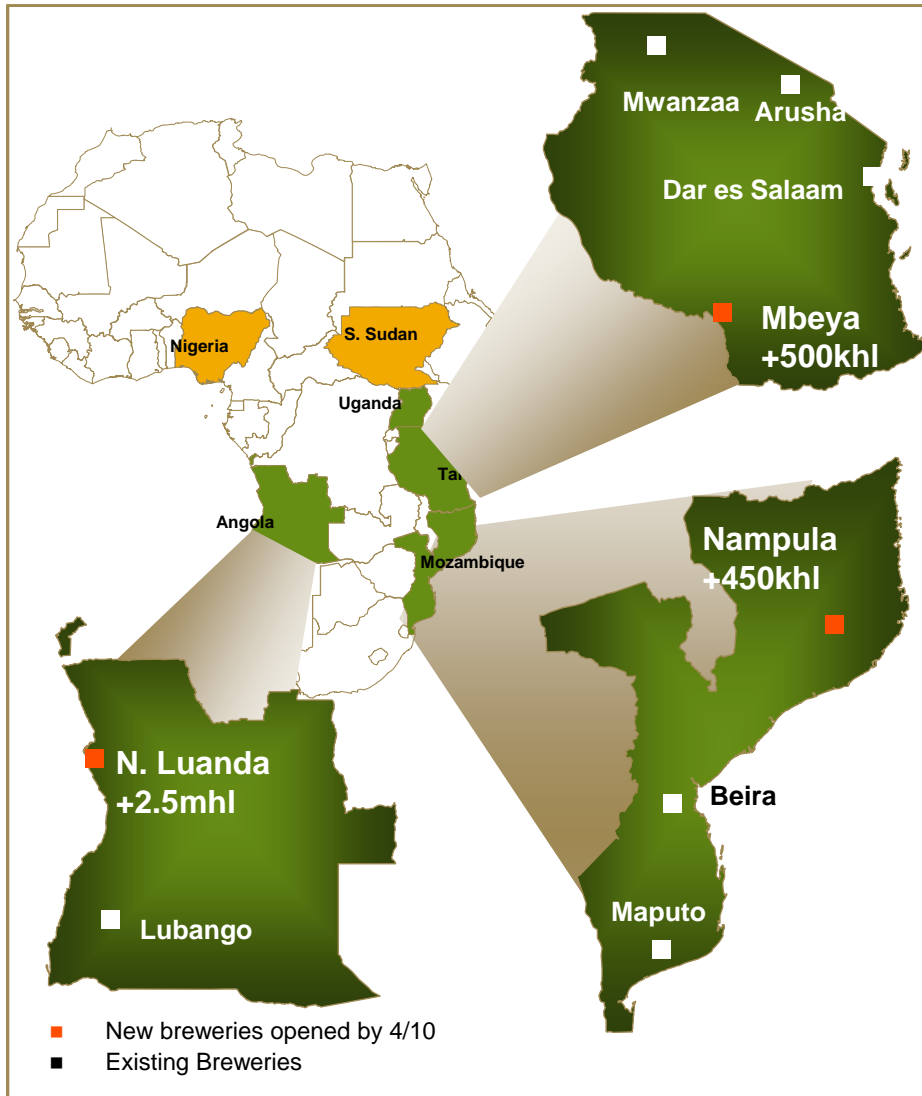 Mwanzaa
Arusha
Dar es Salaam
Mbeya
+500khl
Nigeria
S. Sudan
Uganda
Tan
Angola
Mozambique
Nampula
+450khl
N. Luanda
+2.5mhl
Beira
Lubango
Maputo
New breweries opened by 4/10
Existing Breweries